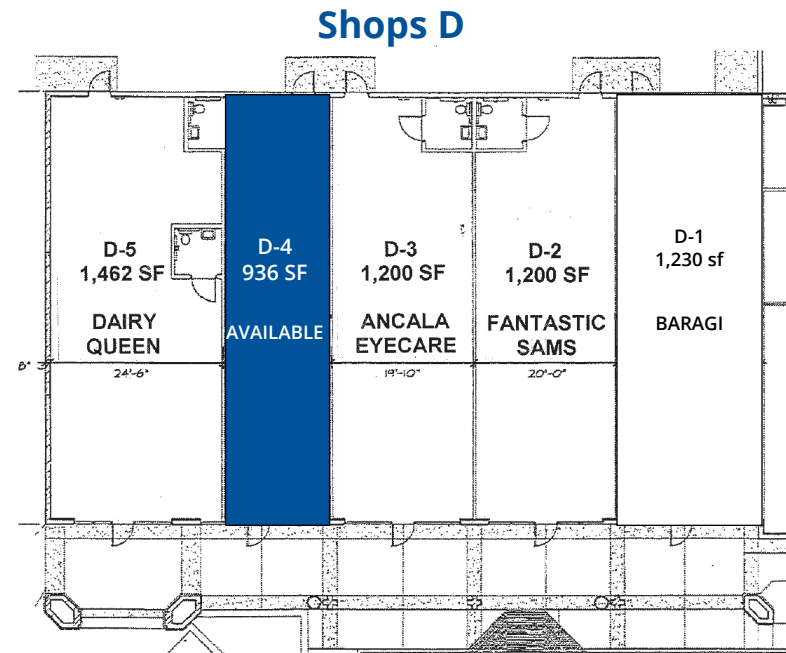 Shops D
D-5
1,462 SF
DAIRY
QUEEN
D-4
936 SF
AVAILABLE
D-3
1,200 SF
ANCALA
EYECARE
D-2
1,200 SF
FANTASTIC
SAMS
D-1
1,230 sf
BARAGI
8"
24'-6"
19'-10"
20'-0"